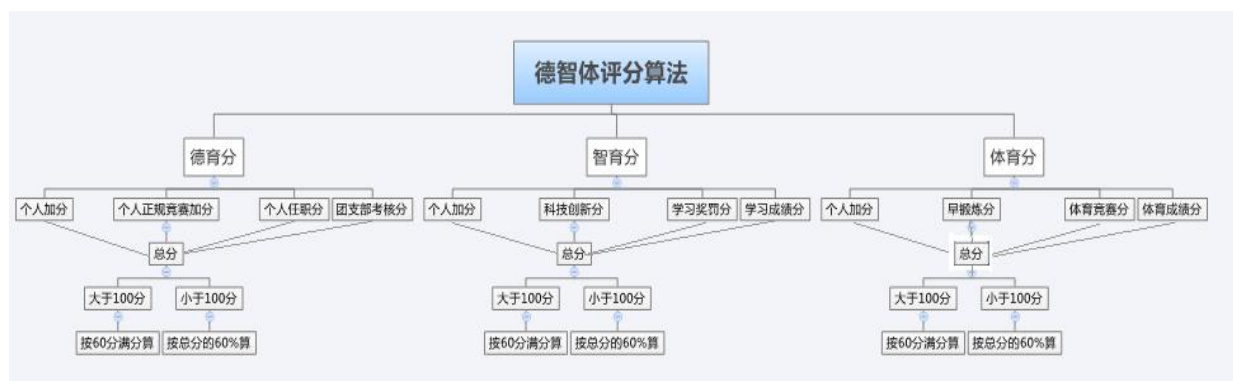 德智体评分算法
德育分
智育分
体育分
个人加分
个人正规竞赛加分
个人任职分
团支部考核分
个人加分
科技创新分
学习奖罚分
学习成绩分
个人加分
早锻炼分
体育竞赛分
体育成绩分
总分
总分
总分
大于100分
小于100分
大于100分
小于100分
大于100分
小于100分
按60分满分算
按总分的60%算
按60分满分算
按总分的60%算
按60分满分算
按总分的60%算